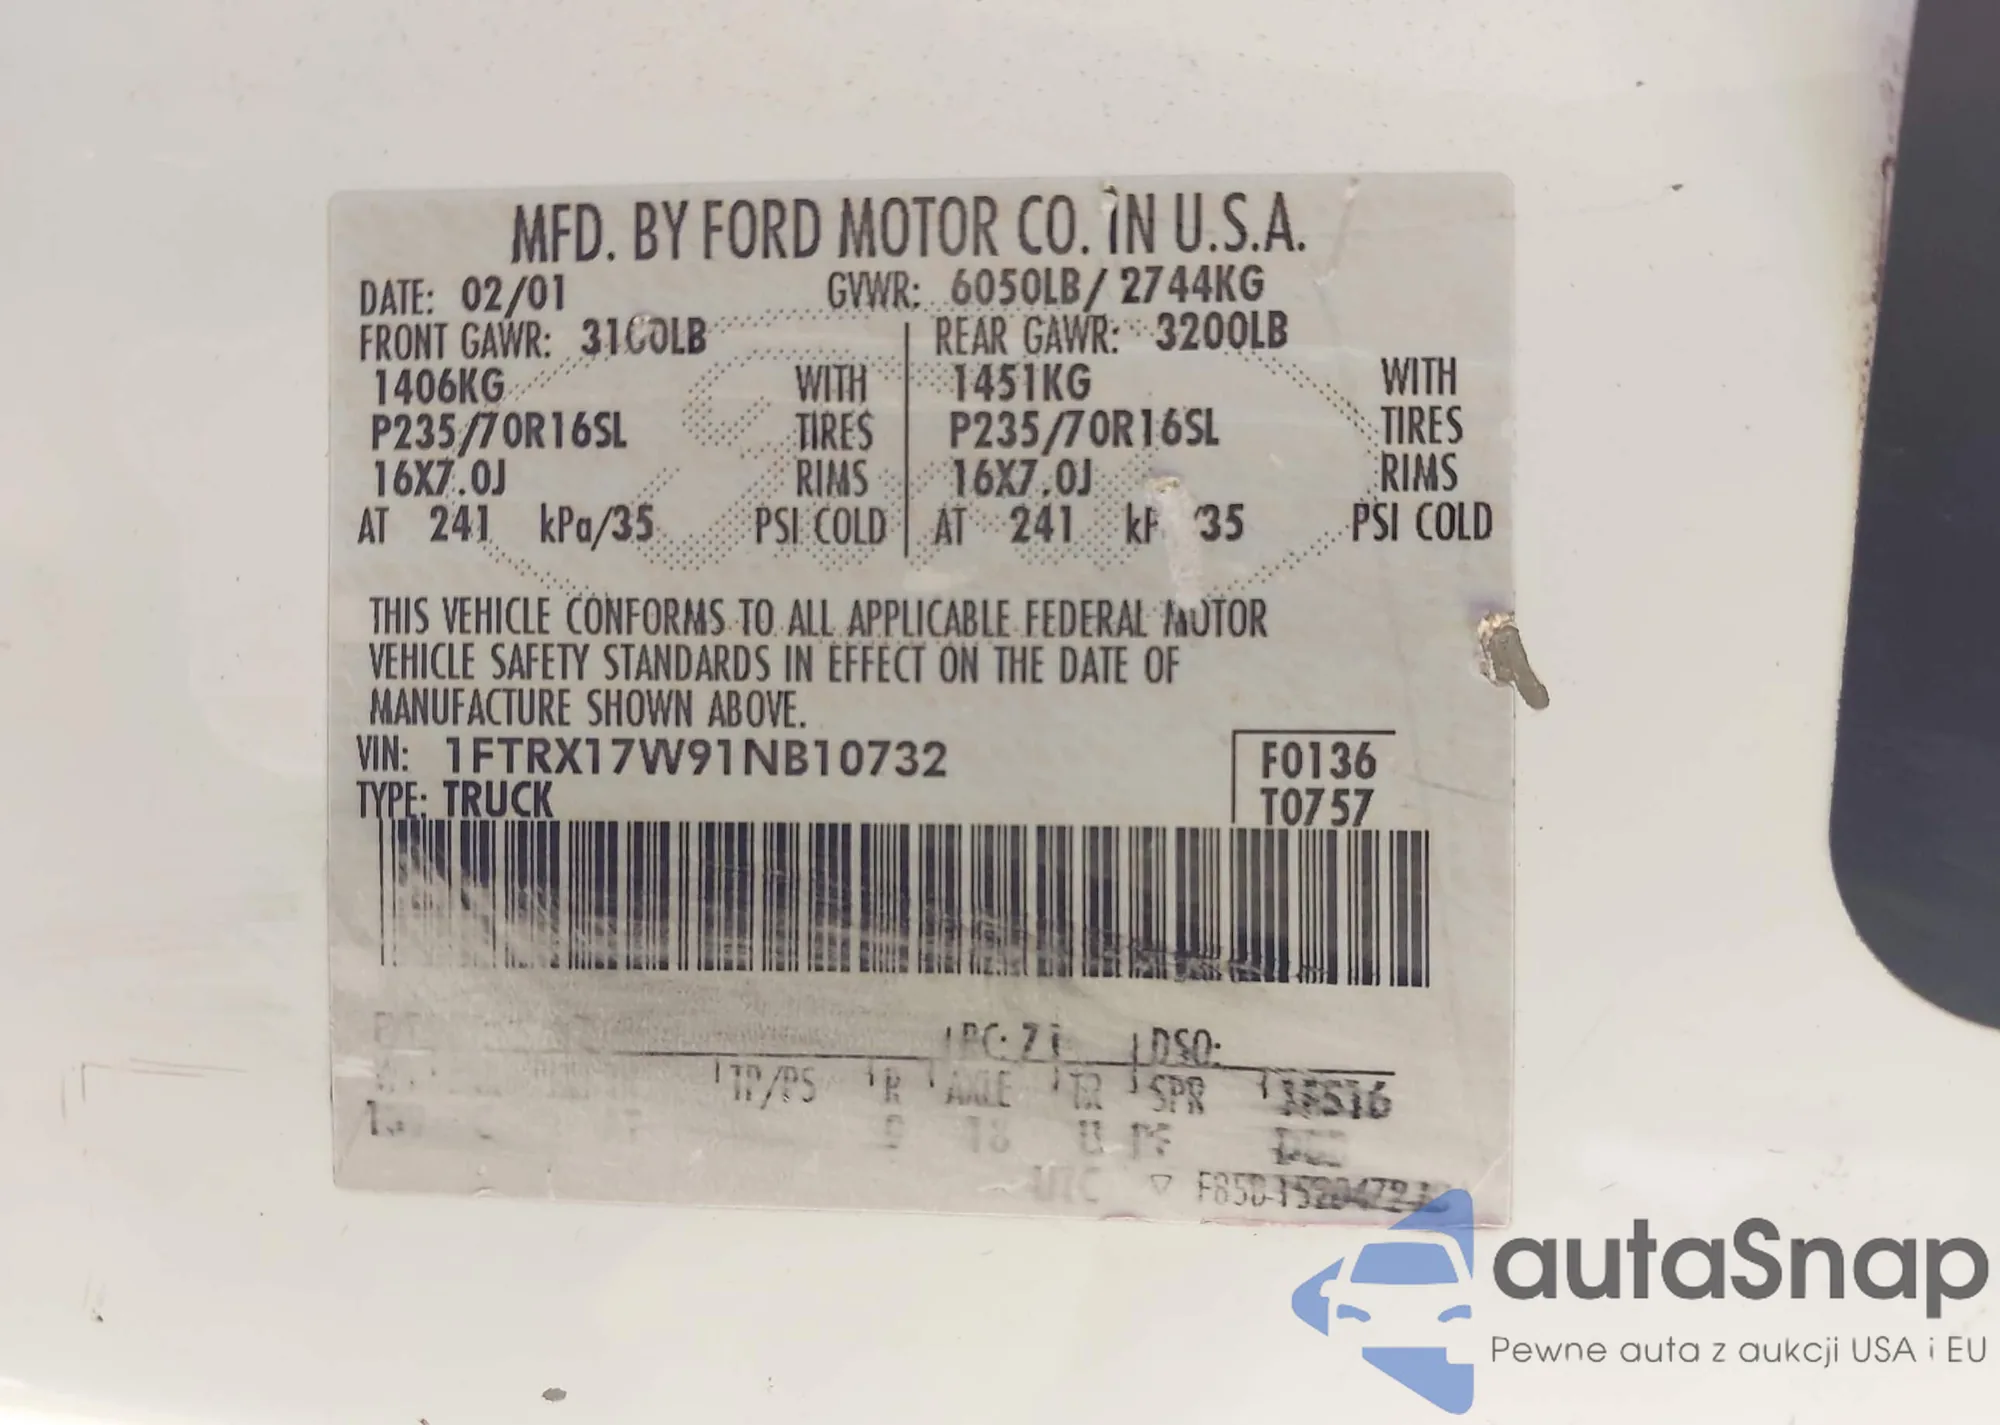 MFD. BY FORD MOTOR CO. IN U.S.A.
DATE: 02/01 GVWR: 6050LB/ 2744KG
FRONT GAWR: 3100LB REAR GAWR: 3200LB
1406KG WITH 1451KG WITH
P235/70R16SL TIRES P235/70R16SL TIRES
16X7.0J RIMS 16X7.0J RIMS
AT 241 kPa/35 PSI COLD AT 241 /35 PSI COLD
THIS VEHICLE CONFORMS TO ALL APPLICABLE FEDERAL MOTOR
VEHICLE SAFETY STANDARDS IN EFFECT ON THE DATE OF
MANUFACTURE SHOWN ABOVE.
VIN: 1FTRX17W91NB10732 F0136
TYPE: TRUCK T0757
DSO:
TP/PS R AXLE TR SPR
18
autaSnap
Pewne auta z aukcji USA i EU